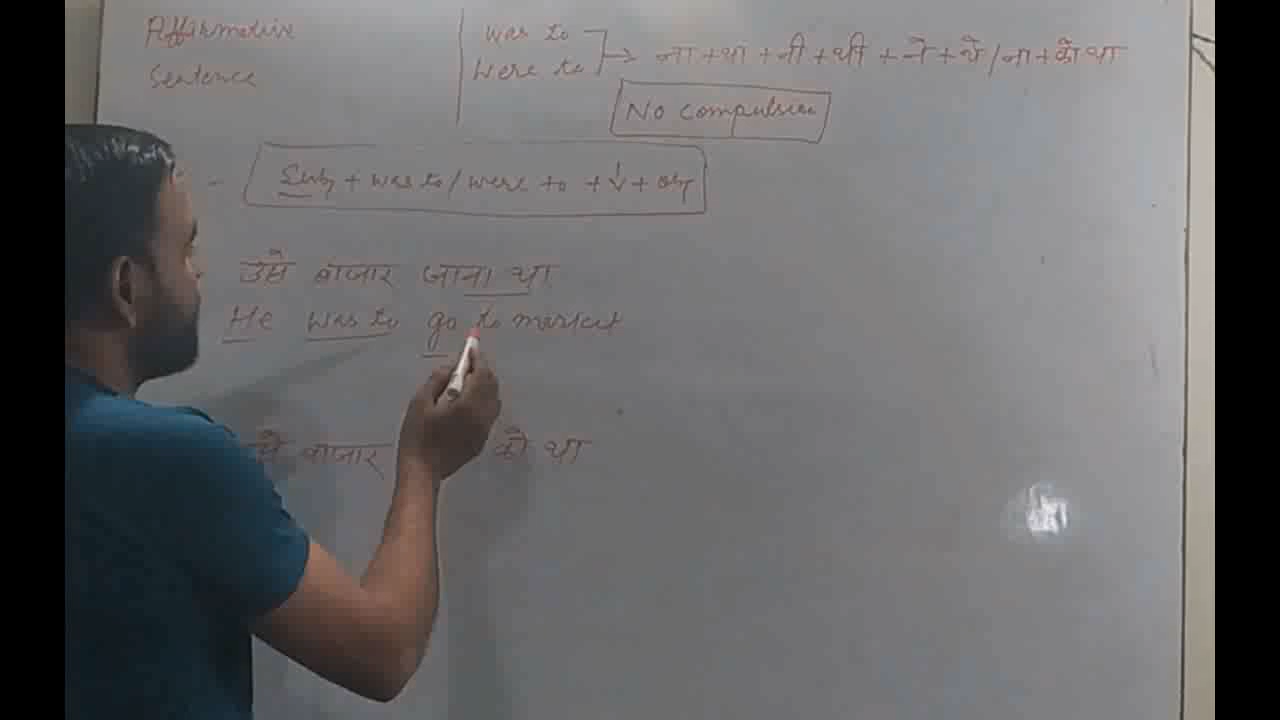 Affirmative Sentence
was to
were to → ना + था + नी + थी + ने + थे / ना + को था
No compulsion
Sub + was to / were to + V1 + obj
उसे बाजार जाना था
He was to go to market
बाजार को था